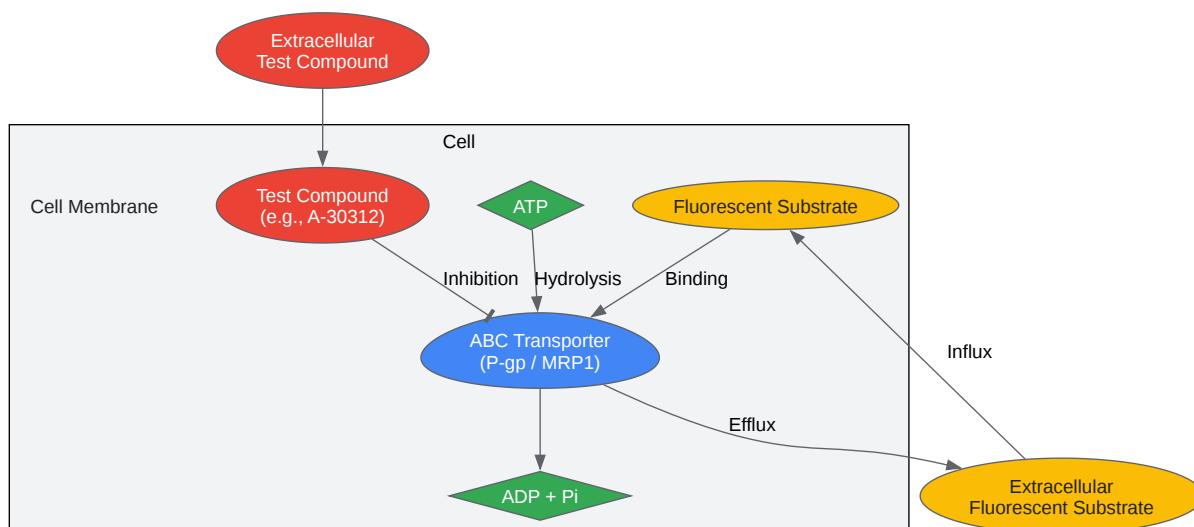 Extracellular
Test Compound
Cell
Cell Membrane
Test Compound
(e.g., A-30312)
ATP
Fluorescent Substrate
Inhibition
Hydrolysis
Binding
ABC Transporter
(P-gp / MRP1)
Influx
Efflux
ADP + Pi
Extracellular
Fluorescent Substrate